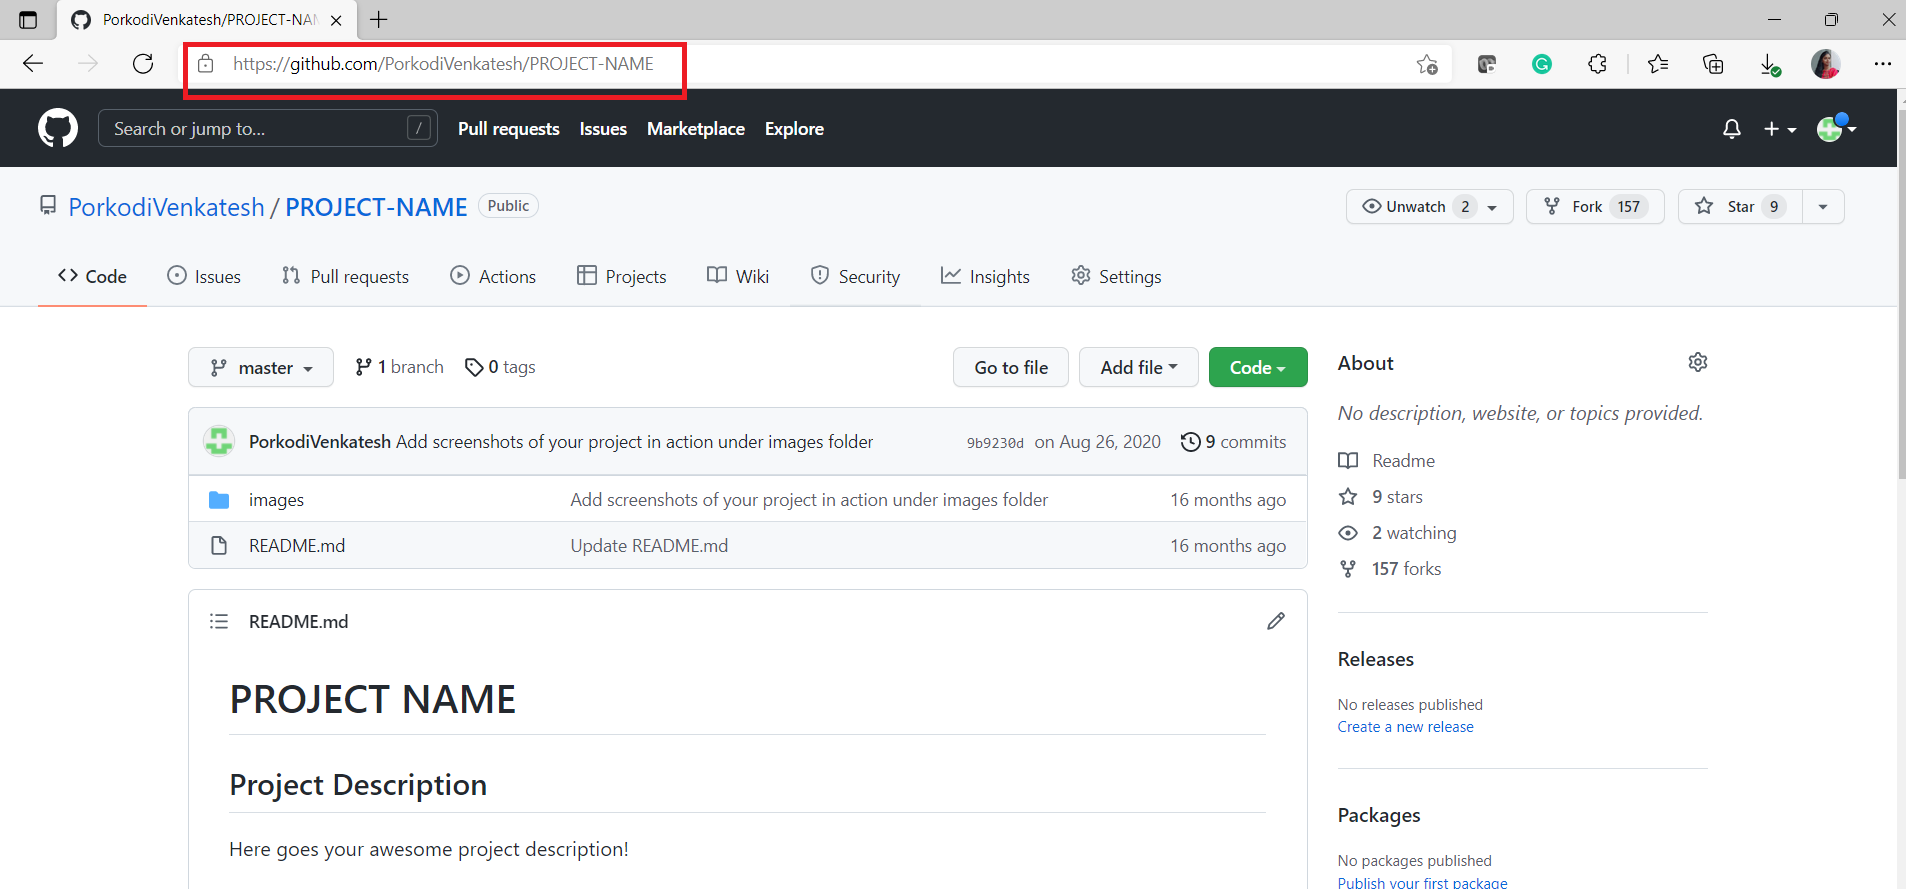 PorkodiVenkatesh/PROJECT-NA
https://github.com/PorkodiVenkatesh/PROJECT-NAME
Search or jump to... /
Pull requests Issues Marketplace Explore
PorkodiVenkatesh / PROJECT-NAME Public
Unwatch 2 Fork 157 Star 9
Code Issues Pull requests Actions Projects Wiki Security Insights Settings
master 1 branch 0 tags Go to file Add file Code
PorkodiVenkatesh Add screenshots of your project in action under images folder 9b9230d on Aug 26, 2020 9 commits
images Add screenshots of your project in action under images folder 16 months ago
README.md Update README.md 16 months ago
README.md
PROJECT NAME
Project Description
Here goes your awesome project description!
About
No description, website, or topics provided.
Readme
9 stars
2 watching
157 forks
Releases
No releases published
Create a new release
Packages
No packages published
Publish your first package